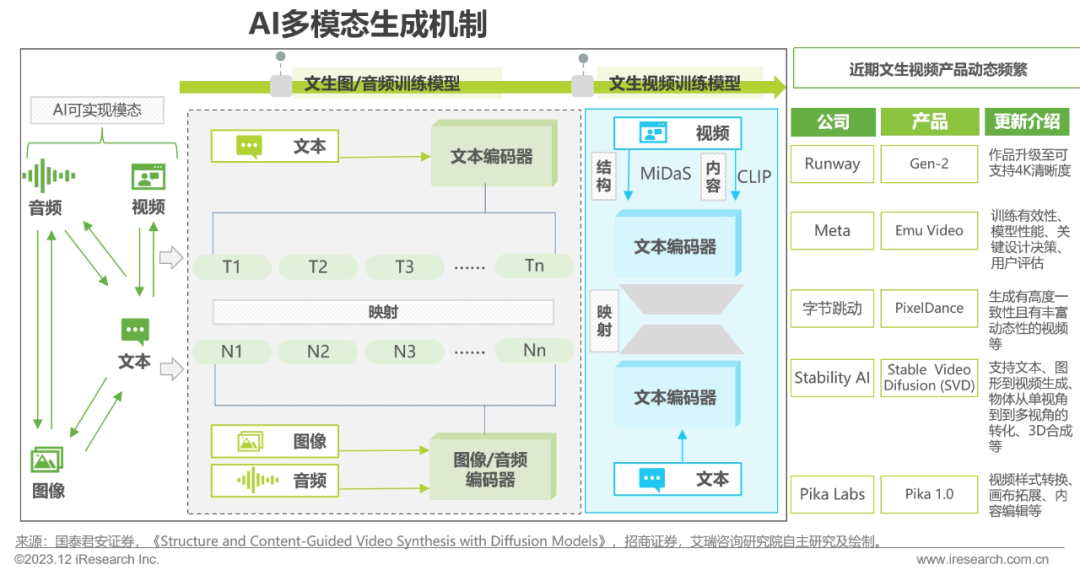 AI多模态生成机制
文生图/音频训练模型
文生视频训练模型
近期文生视频产品动态频繁
AI可实现模态
音频
视频
文本
图像
文本
文本编码器
T1
T2
T3
······
Tn
映射
N1
N2
N3
······
Nn
图像
音频
图像/音频
编码器
视频
结
构
MiDaS
内
容
CLIP
文本编码器
映
射
文本编码器
文本
公司
产品
更新介绍
Runway
Gen-2
作品升级至可
支持4K清晰度
Meta
Emu Video
训练有效性、
模型性能、关
键设计决策、
用户评估
字节跳动
PixelDance
生成有高度一
致性且有丰富
动态性的视频
等
Stability AI
Stable Video
Difusion (SVD)
支持文本、图
形到视频生成、
物体从单视角
到到多视角的
转化、3D合成
等
Pika Labs
Pika 1.0
视频样式转换、
画布拓展、内
容编辑等
来源：国泰君安证券，《Structure and Content-Guided Video Synthesis with Diffusion Models》，招商证券，艾瑞咨询研究院自主研究及绘制。
©2023.12 iResearch Inc.
www.iresearch.com.cn